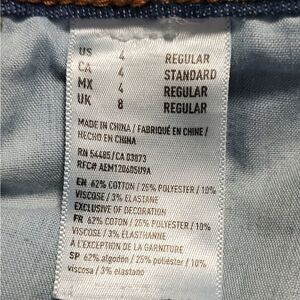 US 4 REGULAR
CA 4 STANDARD
MX 4 REGULAR
UK 8 REGULAR
MADE IN CHINA / FABRIQUÉ EN CHINE /
HECHO EN CHINA
RN 54485/CA 03873
RFC# AEM120605U9A
EN 62% COTTON / 25% POLYESTER / 10%
VISCOSE / 3% ELASTANE
EXCLUSIVE OF DECORATION
FR 62% COTON / 25% POLYESTER / 10%
VISCOSE / 3% ÉLASTHANNE
À L'EXCEPTION DE LA GARNITURE
SP 62% algodon / 25% poliéster / 10%
viscosa / 3% elastano